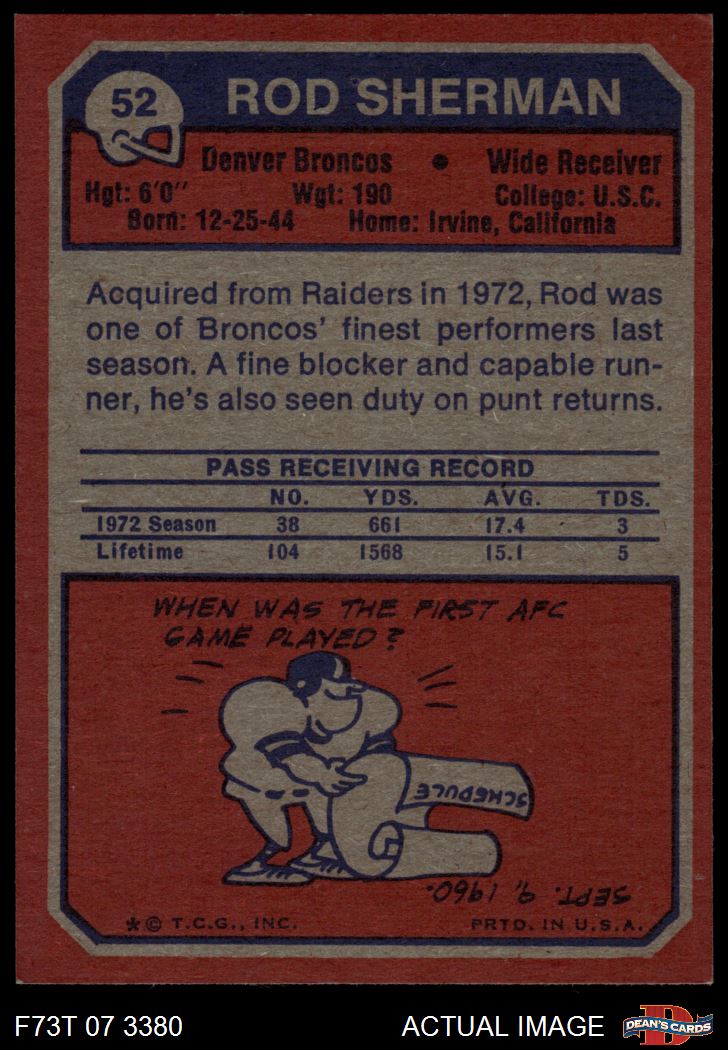 52
ROD SHERMAN
Denver Broncos • Wide Receiver
Hgt: 6'0" Wgt: 190 College: U.S.C.
Born: 12-25-44 Home: Irvine, California
Acquired from Raiders in 1972, Rod was
one of Broncos' finest performers last
season. A fine blocker and capable run-
ner, he's also seen duty on punt returns.
PASS RECEIVING RECORD
NO. YDS. AVG. TDS.
1972 Season 38 661 17.4 3
Lifetime 104 1568 15.1 5
WHEN WAS THE FIRST AFC
GAME PLAYED?
SCHEDULE
SEPT. 9, 1960.
*© T.C.G., INC. PRTD. IN U.S.A.
F73T 07 3380 ACTUAL IMAGE
D
DEAN'S CARDS